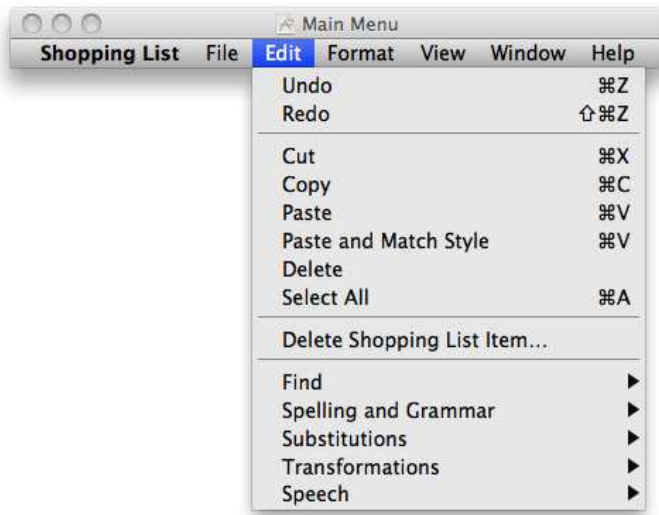 Main Menu
Shopping List File Edit Format View Window Help
Undo ⌘Z
Redo ⇧⌘Z
Cut ⌘X
Copy ⌘C
Paste ⌘V
Paste and Match Style ⌘V
Delete
Select All ⌘A
Delete Shopping List Item...
Find ▶
Spelling and Grammar ▶
Substitutions ▶
Transformations ▶
Speech ▶